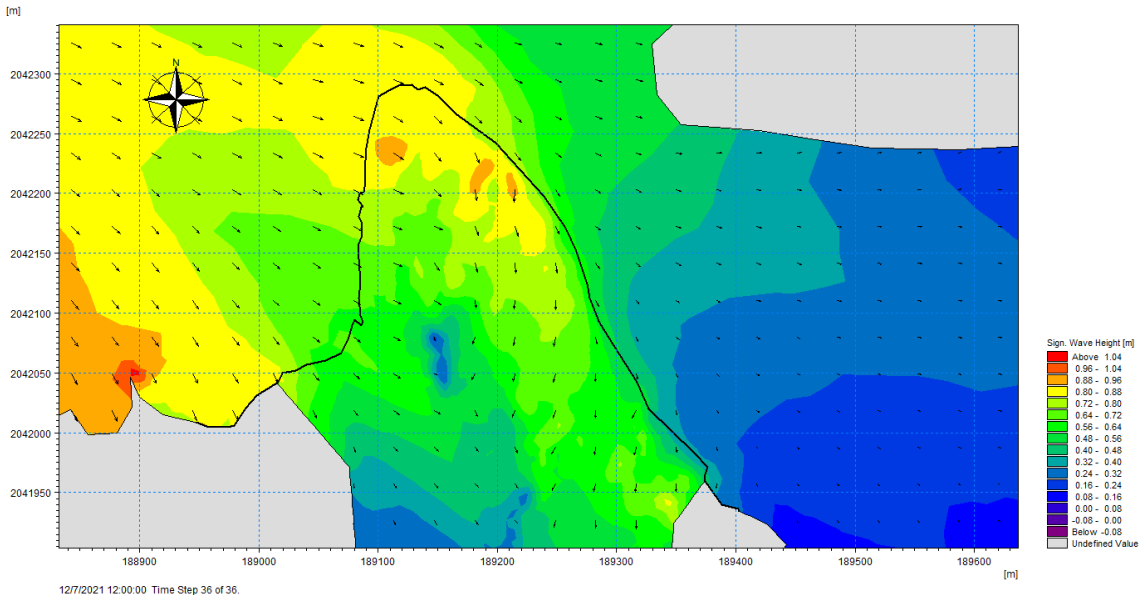 [m]
N
2042300
2042250
2042200
2042150
2042100
2042050
2042000
2041950
188900 189000 189100 189200 189300 189400 189500 189600
[m]
12/7/2021 12:00:00 Time Step 36 of 36.
Sign. Wave Height [m]
Above 1.04
0.96 - 1.04
0.88 - 0.96
0.80 - 0.88
0.72 - 0.80
0.64 - 0.72
0.56 - 0.64
0.48 - 0.56
0.40 - 0.48
0.32 - 0.40
0.24 - 0.32
0.16 - 0.24
0.08 - 0.16
0.00 - 0.08
-0.08 - 0.00
Below -0.08
Undefined Value